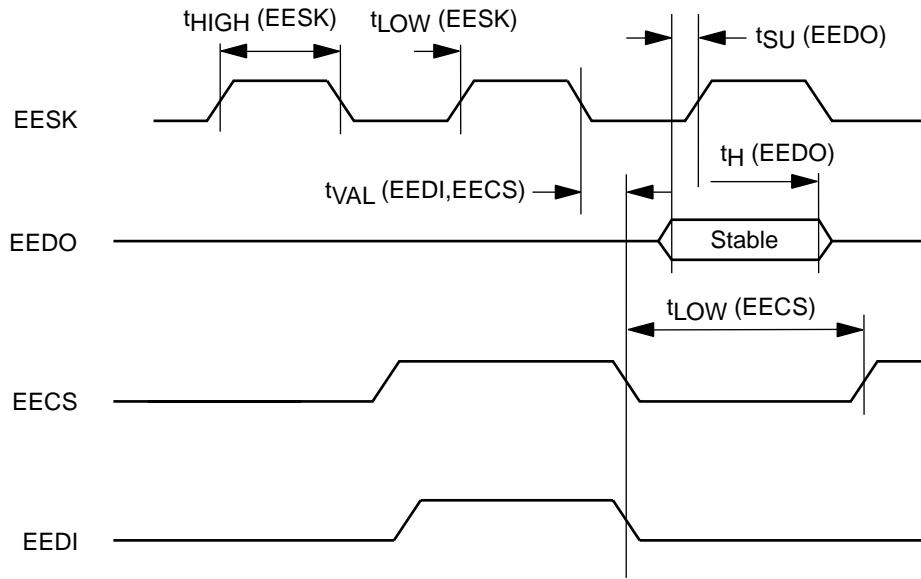 tHIGH (EESK)
tLOW (EESK)
tSU (EEDO)
EESK
tH (EEDO)
tVAL (EEDI,EECS)
EEDO
Stable
tLOW (EECS)
EECS
EEDI